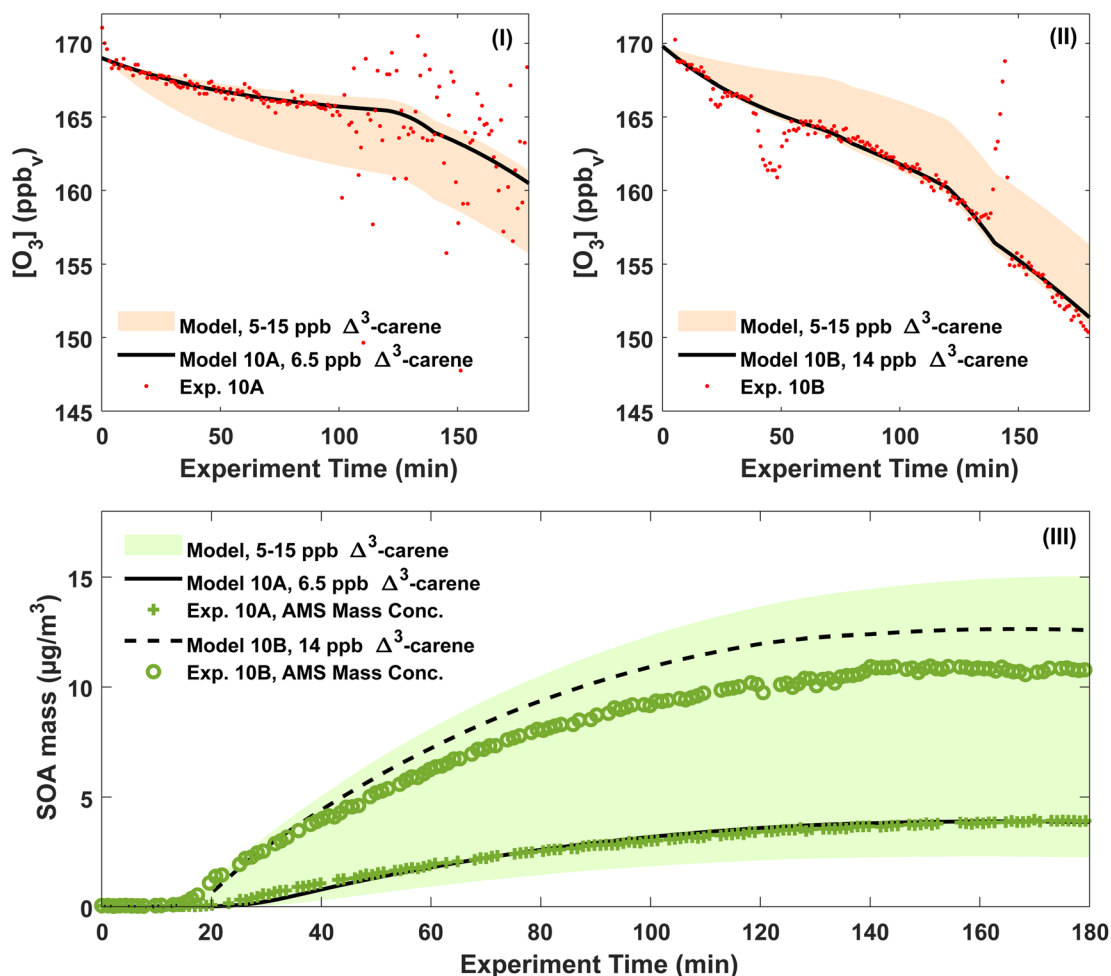 (I)
170
165
160
155
150
145
[O3] (ppbv)
Model, 5-15 ppb Δ3-carene
Model 10A, 6.5 ppb Δ3-carene
Exp. 10A
0 50 100 150
Experiment Time (min)
(II)
170
165
160
155
150
145
[O3] (ppbv)
Model, 5-15 ppb Δ3-carene
Model 10B, 14 ppb Δ3-carene
Exp. 10B
0 50 100 150
Experiment Time (min)
(III)
15
10
5
0
SOA mass (µg/m3)
Model, 5-15 ppb Δ3-carene
Model 10A, 6.5 ppb Δ3-carene
Exp. 10A, AMS Mass Conc.
Model 10B, 14 ppb Δ3-carene
Exp. 10B, AMS Mass Conc.
0 20 40 60 80 100 120 140 160 180
Experiment Time (min)